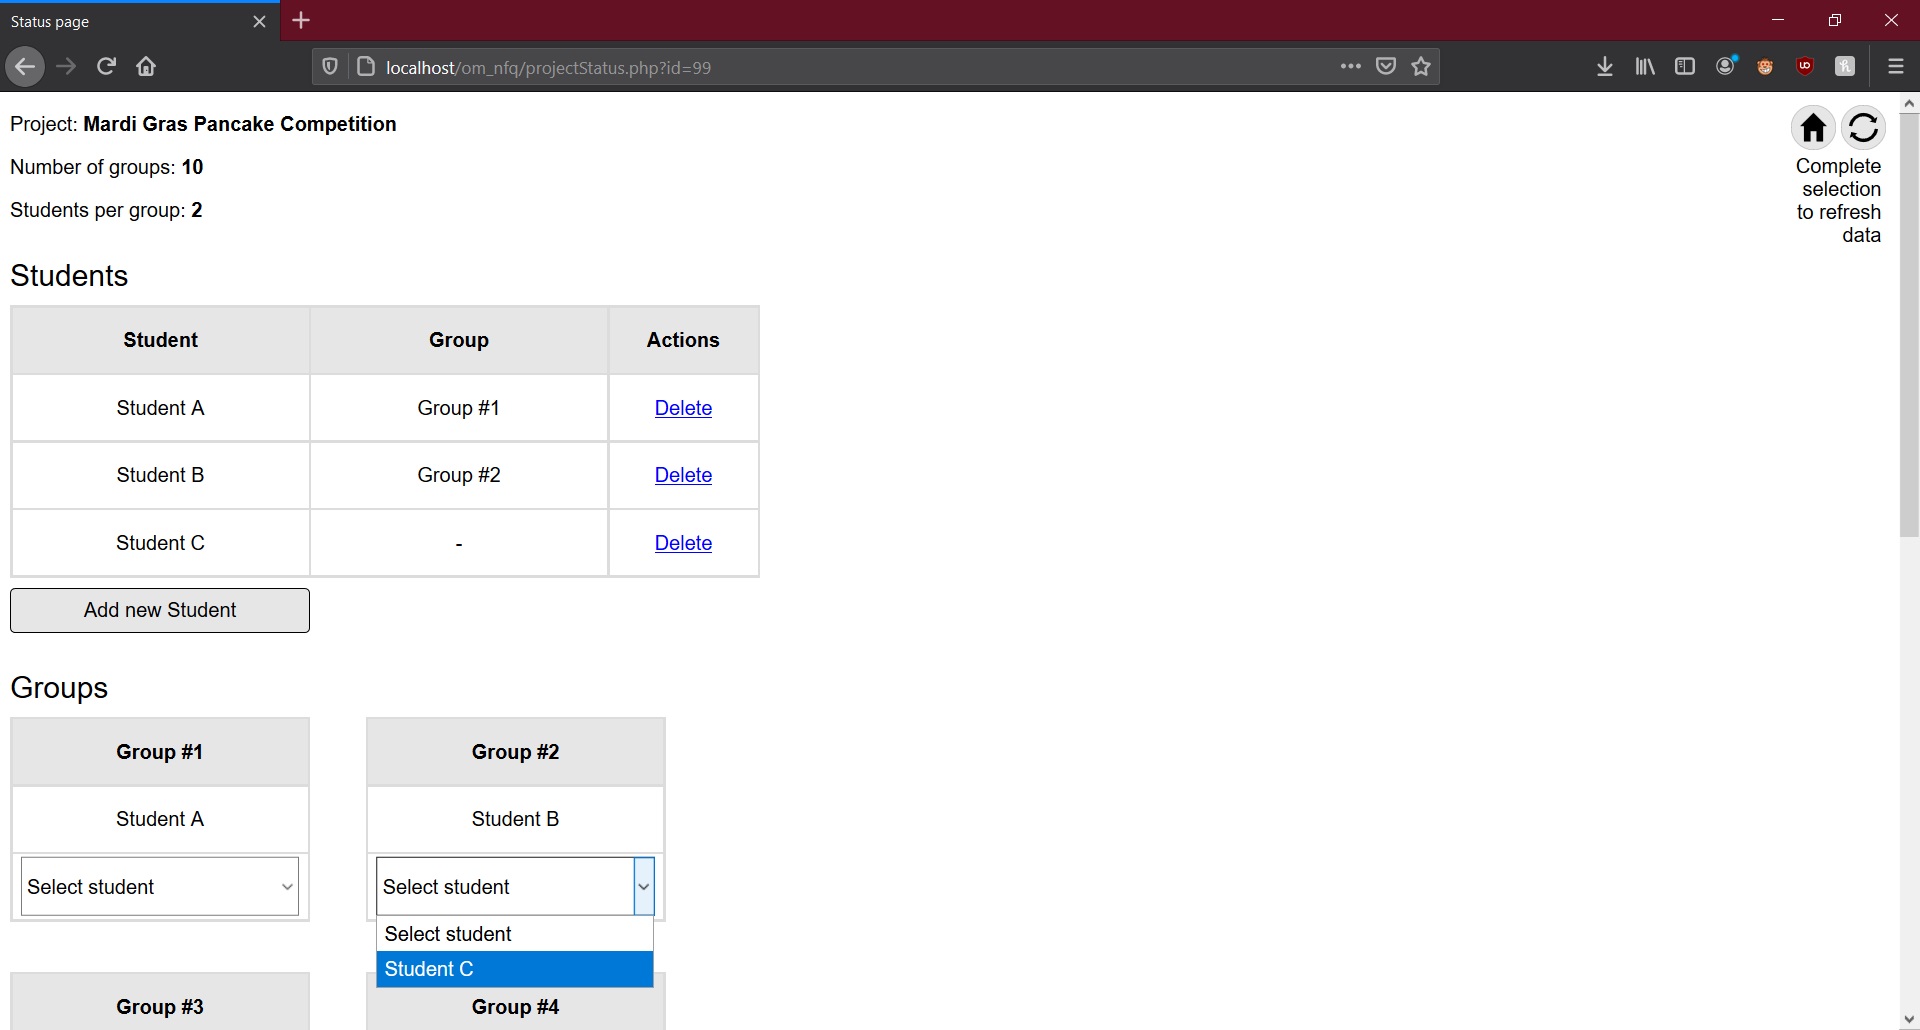 Status page
localhost/om_nfq/projectStatus.php?id=99
Project: Mardi Gras Pancake Competition
Number of groups: 10
Students per group: 2
Complete
selection
to refresh
data
Students
Student Group Actions
Student A Group #1 Delete
Student B Group #2 Delete
Student C - Delete
Add new Student
Groups
Group #1 Group #2
Student A Student B
Select student Select student
Select student
Student C
Group #3 Group #4